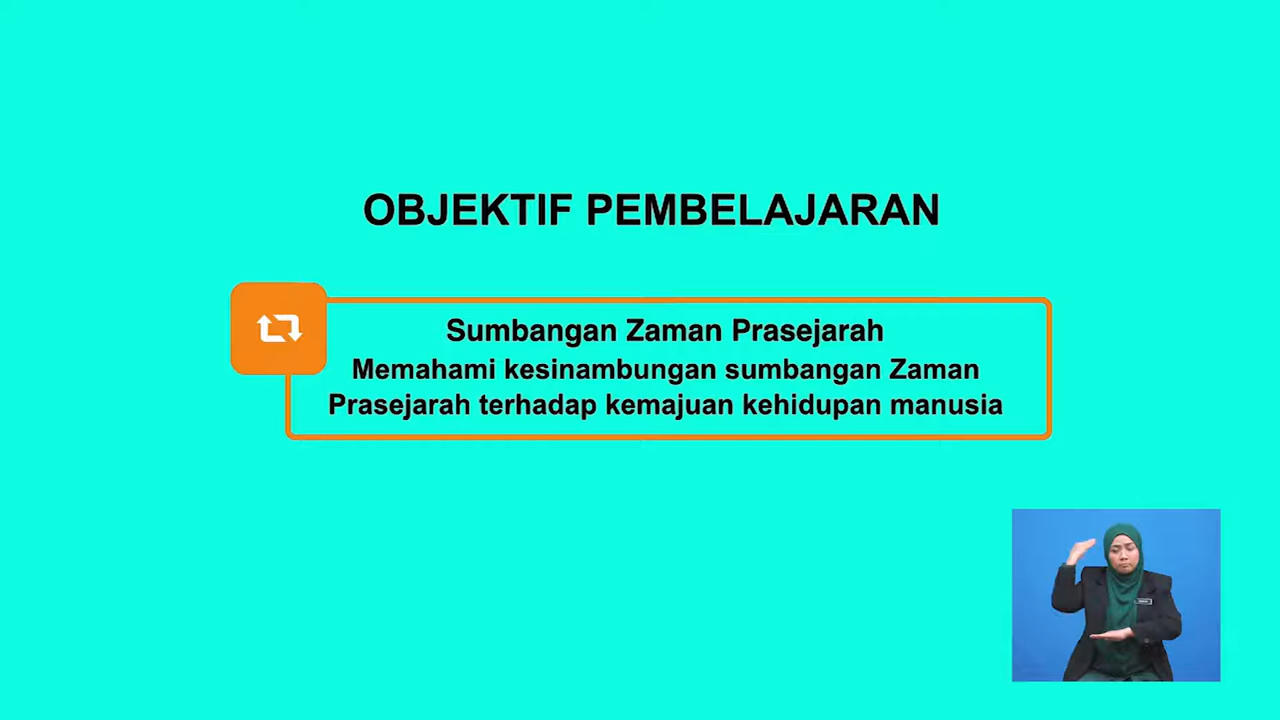 OBJEKTIF PEMBELAJARAN
Sumbangan Zaman Prasejarah
Memahami kesinambungan sumbangan Zaman
Prasejarah terhadap kemajuan kehidupan manusia